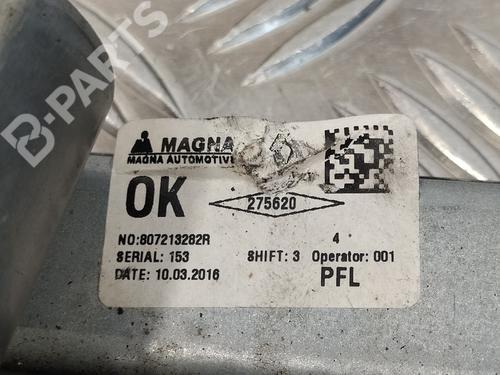 B-PARTS
MAGNA
MAGNA AUTOMOTIVE
OK
275620
NO:807213282R
4
SERIAL: 153
SHIFT: 3 Operator: 001
DATE: 10.03.2016
PFL
B-PARTS